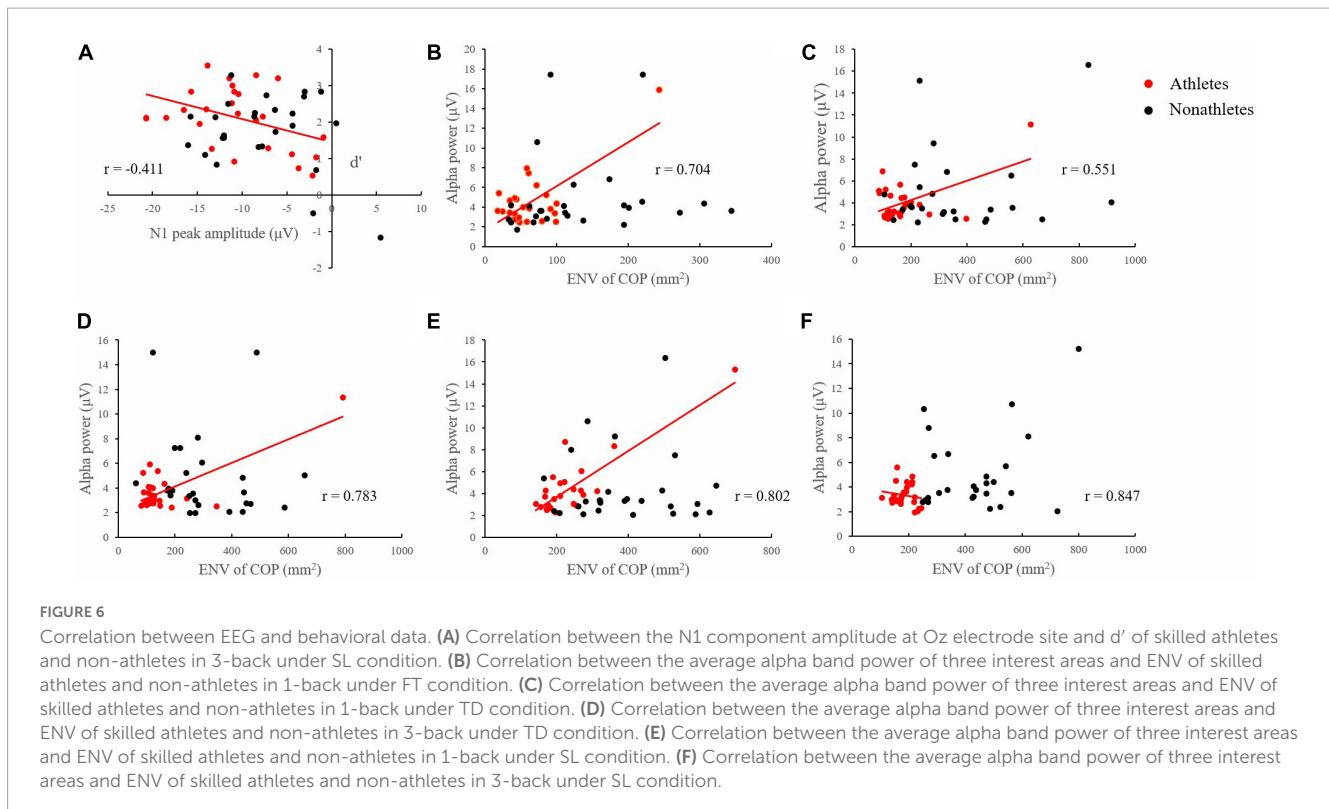 A
4
3
2
1
0
-1
-2
-25 -20 -15 -10 -5 0 5 10
r = -0.411
d'
N1 peak amplitude (μV)
B
Alpha power (μV)
20
18
16
14
12
10
8
6
4
2
0
0 100 200 300 400
r = 0.704
ENV of COP (mm²)
C
Alpha power (μV)
18
16
14
12
10
8
6
4
2
0
0 200 400 600 800 1000
r = 0.551
ENV of COP (mm²)
Athletes
Nonathletes
D
Alpha power (μV)
16
14
12
10
8
6
4
2
0
0 200 400 600 800 1000
r = 0.783
ENV of COP (mm²)
E
Alpha power (μV)
18
16
14
12
10
8
6
4
2
0
0 200 400 600 800
r = 0.802
ENV of COP (mm²)
F
Alpha power (μV)
16
14
12
10
8
6
4
2
0
0 200 400 600 800 1000
r = 0.847
ENV of COP (mm²)
FIGURE 6
Correlation between EEG and behavioral data. (A) Correlation between the N1 component amplitude at Oz electrode site and d′ of skilled athletes
and non-athletes in 3-back under SL condition. (B) Correlation between the average alpha band power of three interest areas and ENV of skilled
athletes and non-athletes in 1-back under FT condition. (C) Correlation between the average alpha band power of three interest areas and ENV of
skilled athletes and non-athletes in 1-back under TD condition. (D) Correlation between the average alpha band power of three interest areas and
ENV of skilled athletes and non-athletes in 3-back under TD condition. (E) Correlation between the average alpha band power of three interest areas
and ENV of skilled athletes and non-athletes in 1-back under SL condition. (F) Correlation between the average alpha band power of three interest
areas and ENV of skilled athletes and non-athletes in 3-back under SL condition.